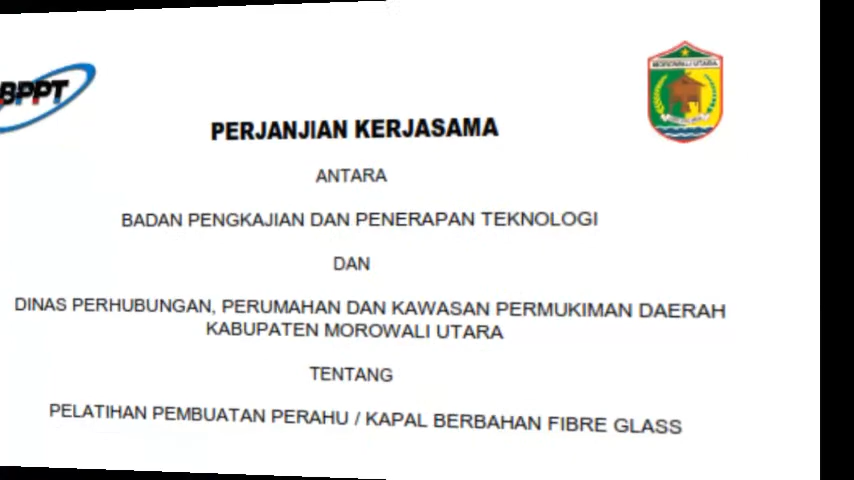 BPPT
MOROWALI UTARA
PERJANJIAN KERJASAMA
ANTARA
BADAN PENGKAJIAN DAN PENERAPAN TEKNOLOGI
DAN
DINAS PERHUBUNGAN, PERUMAHAN DAN KAWASAN PERMUKIMAN DAERAH
KABUPATEN MOROWALI UTARA
TENTANG
PELATIHAN PEMBUATAN PERAHU / KAPAL BERBAHAN FIBRE GLASS